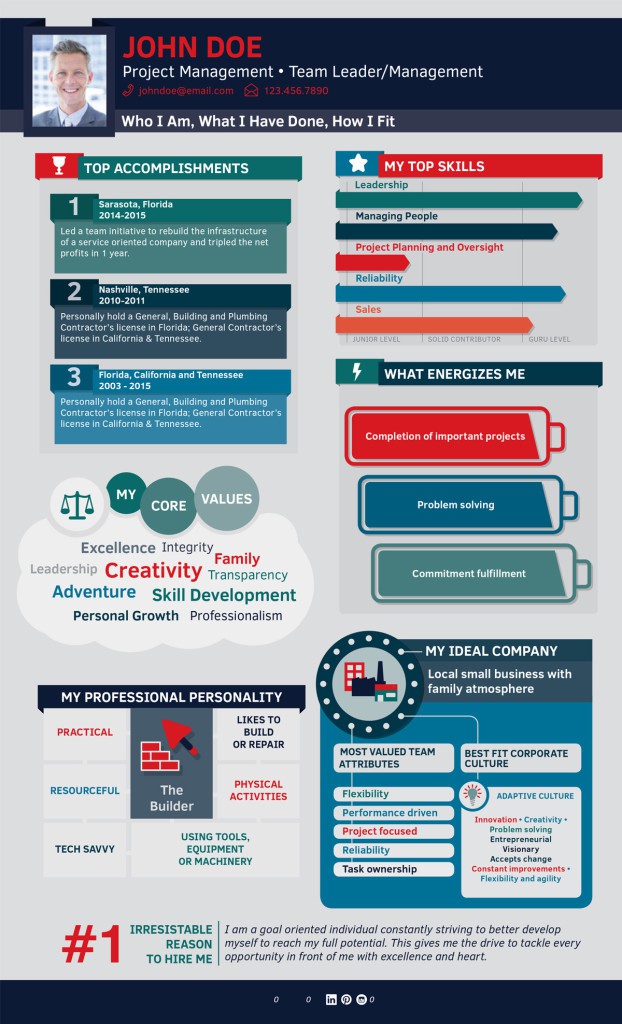 JOHN DOE
Project Management • Team Leader/Management
johndoe@email.com 123.456.7890
Who I Am, What I Have Done, How I Fit
TOP ACCOMPLISHMENTS
1
Sarasota, Florida
2014-2015
Led a team initiative to rebuild the infrastructure
of a service oriented company and tripled the net
profits in 1 year.
2
Nashville, Tennessee
2010-2011
Personally hold a General, Building and Plumbing
Contractor's license in Florida; General Contractor's
license in California & Tennessee.
3
Florida, California and Tennessee
2003 - 2015
Personally hold a General, Building and Plumbing
Contractor's license in Florida; General Contractor's
license in California & Tennessee.
MY TOP SKILLS
Leadership
Managing People
Project Planning and Oversight
Reliability
Sales
JUNIOR LEVEL SOLID CONTRIBUTOR GURU LEVEL
WHAT ENERGIZES ME
Completion of important projects
Problem solving
Commitment fulfillment
MY CORE VALUES
Excellence Integrity
Leadership Creativity Family
Transparency
Adventure Skill Development
Personal Growth Professionalism
MY PROFESSIONAL PERSONALITY
PRACTICAL
LIKES TO
BUILD
OR REPAIR
RESOURCEFUL
The
Builder
PHYSICAL
ACTIVITIES
TECH SAVVY
USING TOOLS,
EQUIPMENT
OR MACHINERY
MY IDEAL COMPANY
Local small business with
family atmosphere
MOST VALUED TEAM
ATTRIBUTES
Flexibility
Performance driven
Project focused
Reliability
Task ownership
BEST FIT CORPORATE
CULTURE
ADAPTIVE CULTURE
Innovation • Creativity •
Problem solving
Entrepreneurial
Visionary
Accepts change
Constant improvements •
Flexibility and agility
#1
IRRESISTABLE
REASON
TO HIRE ME
I am a goal oriented individual constantly striving to better develop
myself to reach my full potential. This gives me the drive to tackle every
opportunity in front of me with excellence and heart.
0 0 in 0